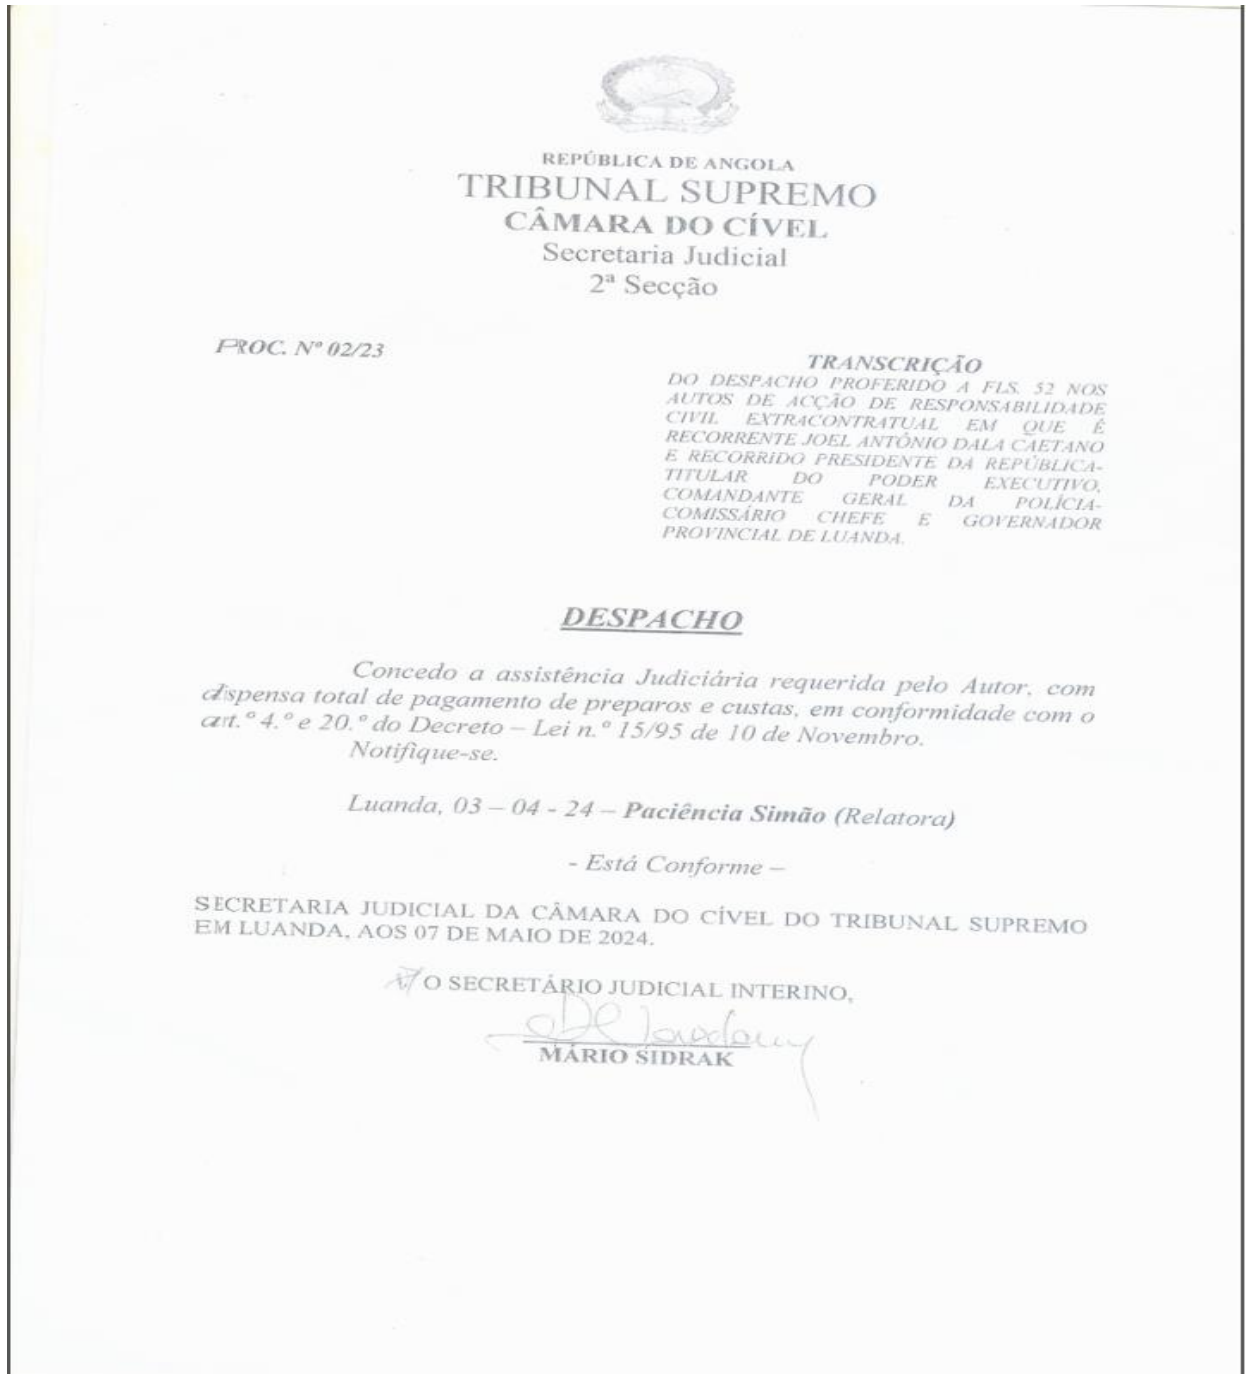 REPÚBLICA DE ANGOLA
TRIBUNAL SUPREMO
CÂMARA DO CÍVEL
Secretaria Judicial
2ª Secção
PROC. Nº 02/23
TRANSCRIÇÃO
DO DESPACHO PROFERIDO A FLS. 52 NOS
AUTOS DE ACÇÃO DE RESPONSABILIDADE
CIVIL EXTRACONTRATUAL EM QUE É
RECORRENTE JOEL ANTÓNIO DALA CAETANO
E RECORRIDO PRESIDENTE DA REPÚBLICA-
TITULAR DO PODER EXECUTIVO,
COMANDANTE GERAL DA POLÍCIA-
COMISSÁRIO CHEFE E GOVERNADOR
PROVINCIAL DE LUANDA.
DESPACHO
Concedo a assistência Judiciária requerida pelo Autor, com
dispensa total de pagamento de preparos e custas, em conformidade com o
art.º 4.º e 20.º do Decreto – Lei n.º 15/95 de 10 de Novembro.
Notifique-se.
Luanda, 03 – 04 - 24 – Paciência Simão (Relatora)
- Está Conforme –
SECRETARIA JUDICIAL DA CÂMARA DO CÍVEL DO TRIBUNAL SUPREMO
EM LUANDA, AOS 07 DE MAIO DE 2024.
O SECRETÁRIO JUDICIAL INTERINO,
MÁRIO SIDRAK